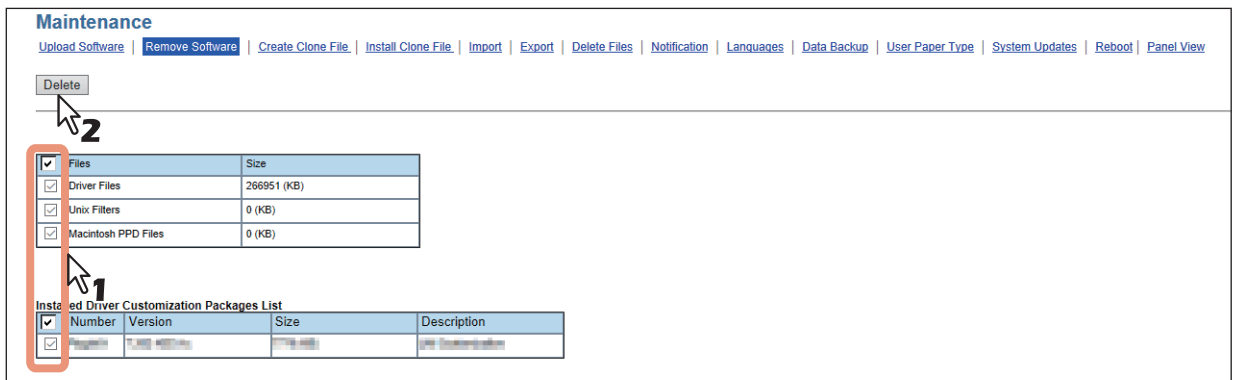 Maintenance
Upload Software | Remove Software | Create Clone File | Install Clone File | Import | Export | Delete Files | Notification | Languages | Data Backup | User Paper Type | System Updates | Reboot | Panel View
Delete
2
Files Size
Driver Files 266951 (KB)
Unix Filters 0 (KB)
Macintosh PPD Files 0 (KB)
1
Installed Driver Customization Packages List
Number Version Size Description